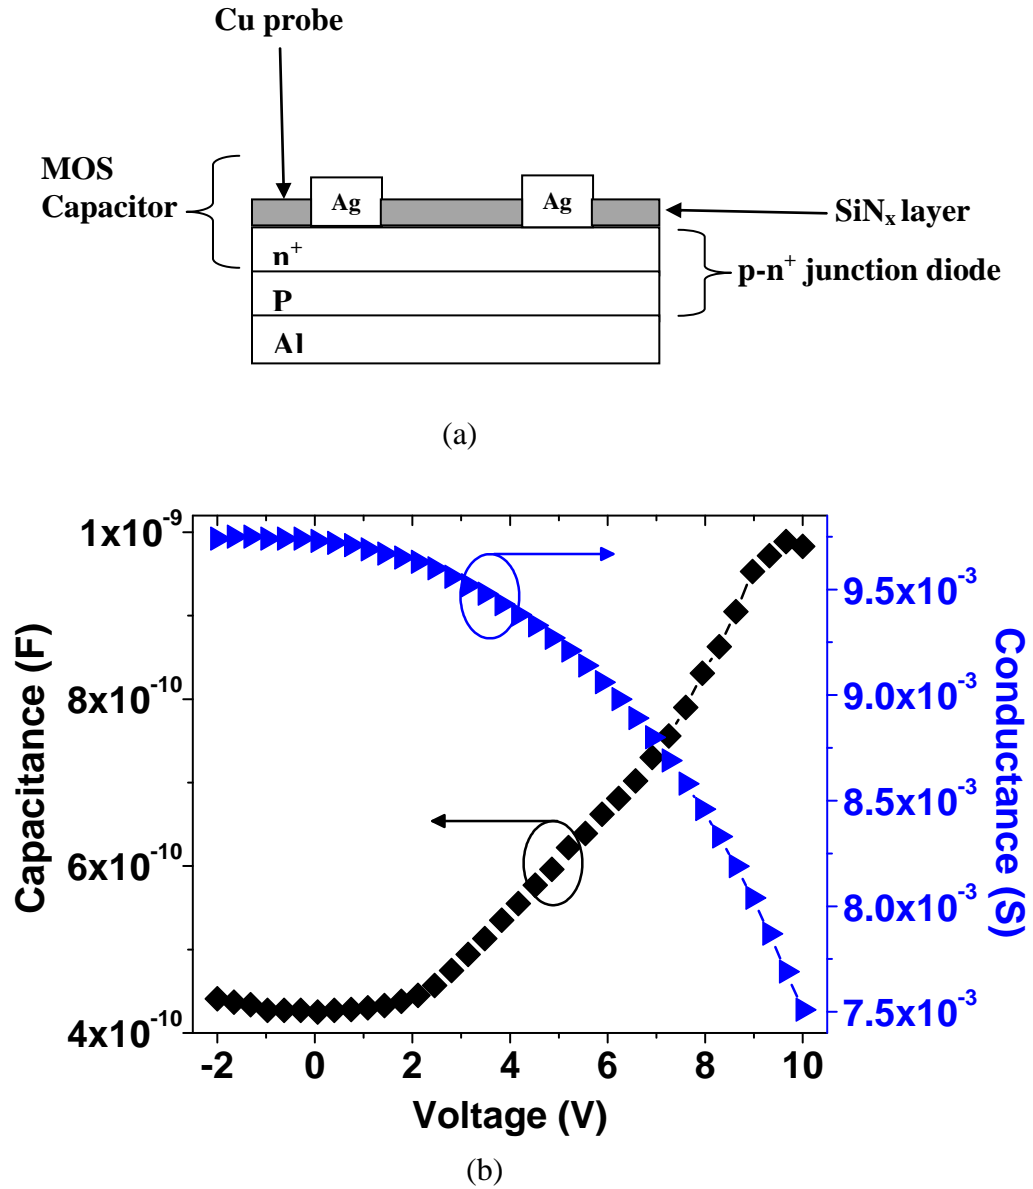 Cu probe
MOS
Capacitor
Ag
Ag
SiNₓ layer
n⁺
p-n⁺ junction diode
P
Al
(a)
1x10⁻⁹
8x10⁻¹⁰
6x10⁻¹⁰
4x10⁻¹⁰
Capacitance (F)
9.5x10⁻³
9.0x10⁻³
8.5x10⁻³
8.0x10⁻³
7.5x10⁻³
Conductance (S)
-2 0 2 4 6 8 10
Voltage (V)
(b)